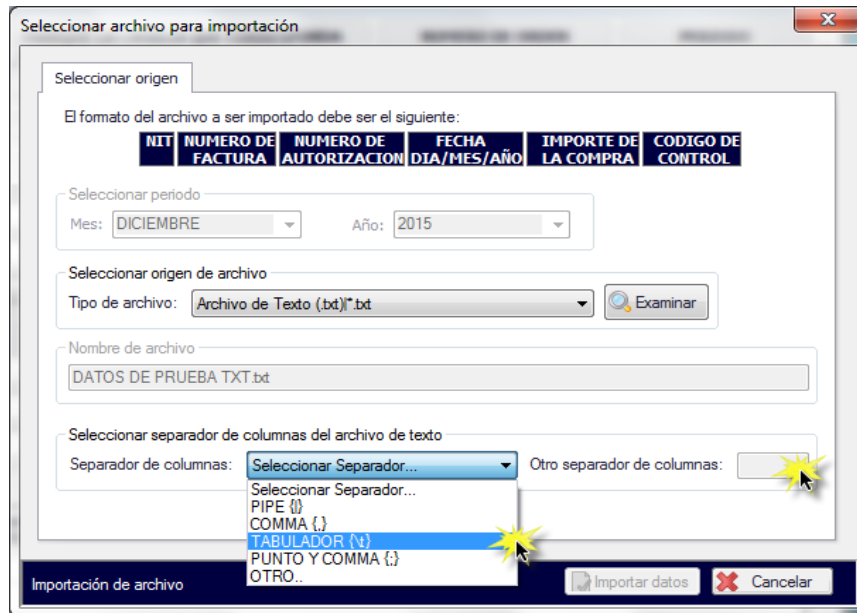 Seleccionar archivo para importación
Seleccionar origen
El formato del archivo a ser importado debe ser el siguiente:
NIT NUMERO DE FACTURA NUMERO DE AUTORIZACION FECHA DIA/MES/AÑO IMPORTE DE LA COMPRA CODIGO DE CONTROL
Seleccionar periodo
Mes: DICIEMBRE Año: 2015
Seleccionar origen de archivo
Tipo de archivo: Archivo de Texto (.txt)|*.txt Examinar
Nombre de archivo
DATOS DE PRUEBA TXT.txt
Seleccionar separador de columnas del archivo de texto
Separador de columnas: Seleccionar Separador... Otro separador de columnas:
Seleccionar Separador...
PIPE {|}
COMMA {,}
TABULADOR {\t}
PUNTO Y COMMA {;}
OTRO..
Importación de archivo Importar datos Cancelar